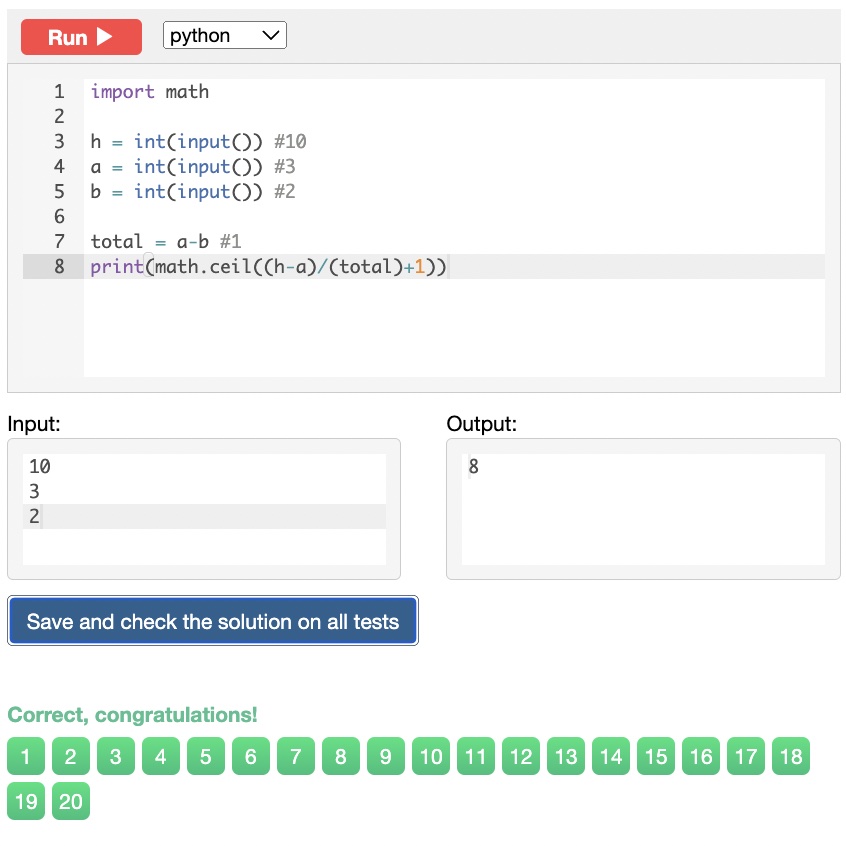 Run python
1 import math
2
3 h = int(input()) #10
4 a = int(input()) #3
5 b = int(input()) #2
6
7 total = a-b #1
8 print(math.ceil((h-a)/(total)+1))
Input:
10
3
2
Output:
8
Save and check the solution on all tests
Correct, congratulations!
1 2 3 4 5 6 7 8 9 10 11 12 13 14 15 16 17 18
19 20